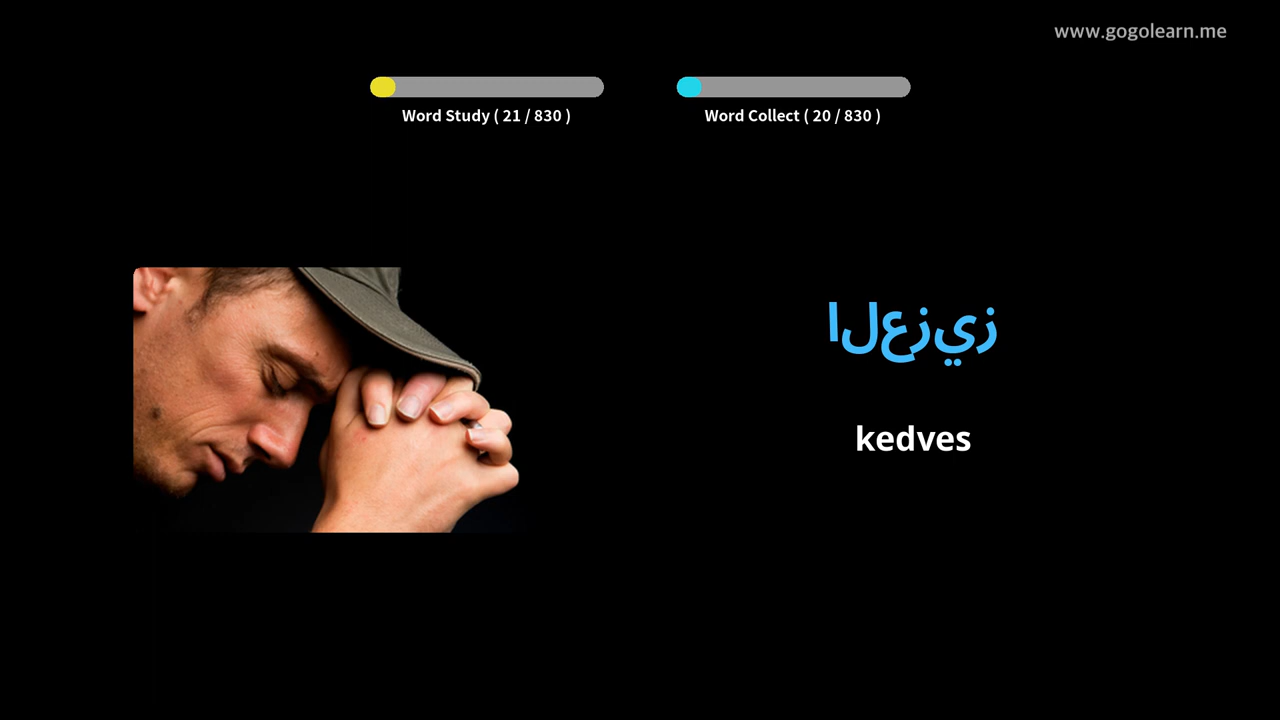 www.gogolearn.me
Word Study ( 21 / 830 )
Word Collect ( 20 / 830 )
العزيز
kedves